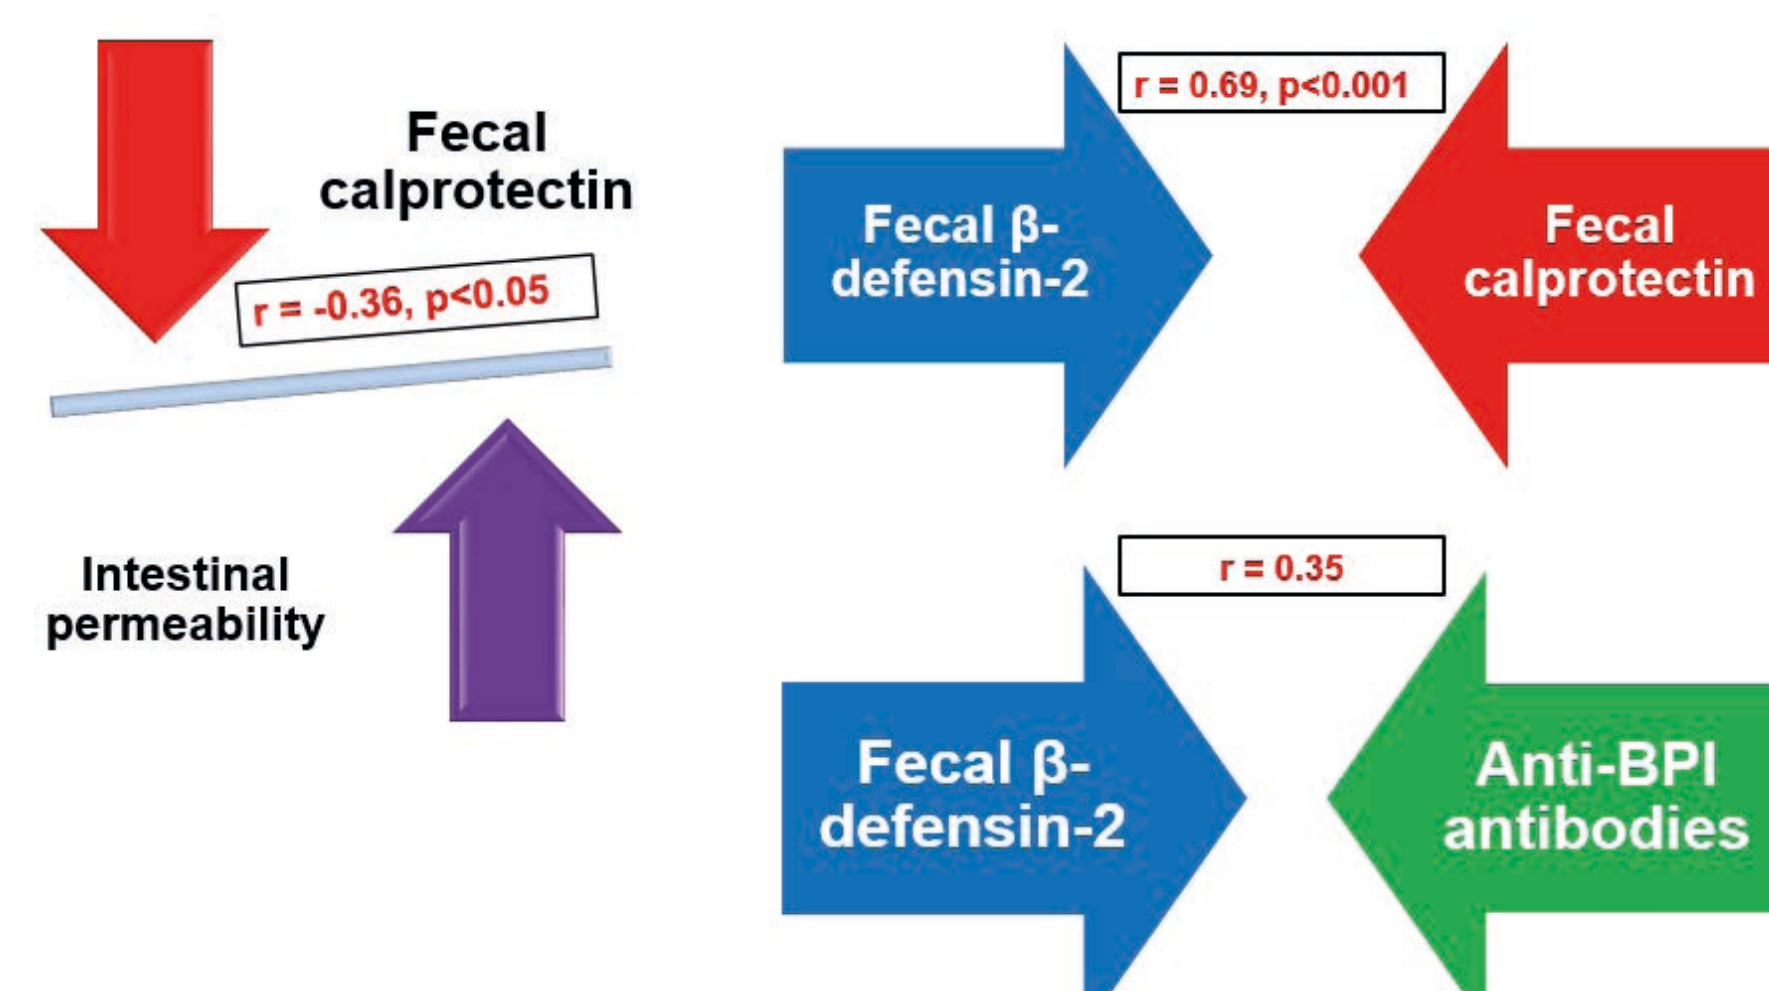 Fecal
calprotectin
r = -0.36, p<0.05
Intestinal
permeability
r = 0.69, p<0.001
Fecal β-
defensin-2
Fecal
calprotectin
r = 0.35
Fecal β-
defensin-2
Anti-BPI
antibodies